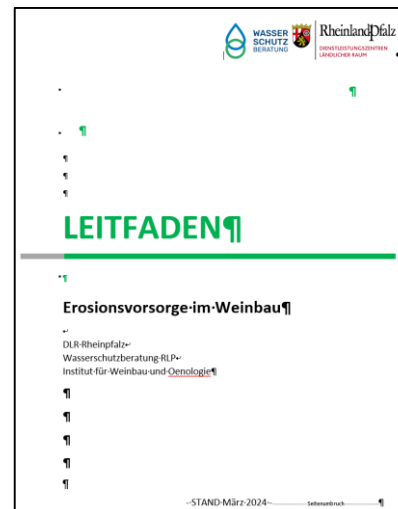 WASSER
SCHUTZ
BERATUNG
RheinlandPfalz
DIENSTLEISTUNGSZENTREN
LÄNDLICHER RAUM
¶
¶
¶
¶
¶
LEITFADEN¶
¶
Erosionsvorsorge·im·Weinbau¶
↵
DLR·Rheinpfalz↵
Wasserschutzberatung·RLP↵
Institut·für·Weinbau·und·Oenologie¶
¶
¶
¶
¶
¶
--STAND·März·2024--Seitenumbruch¶